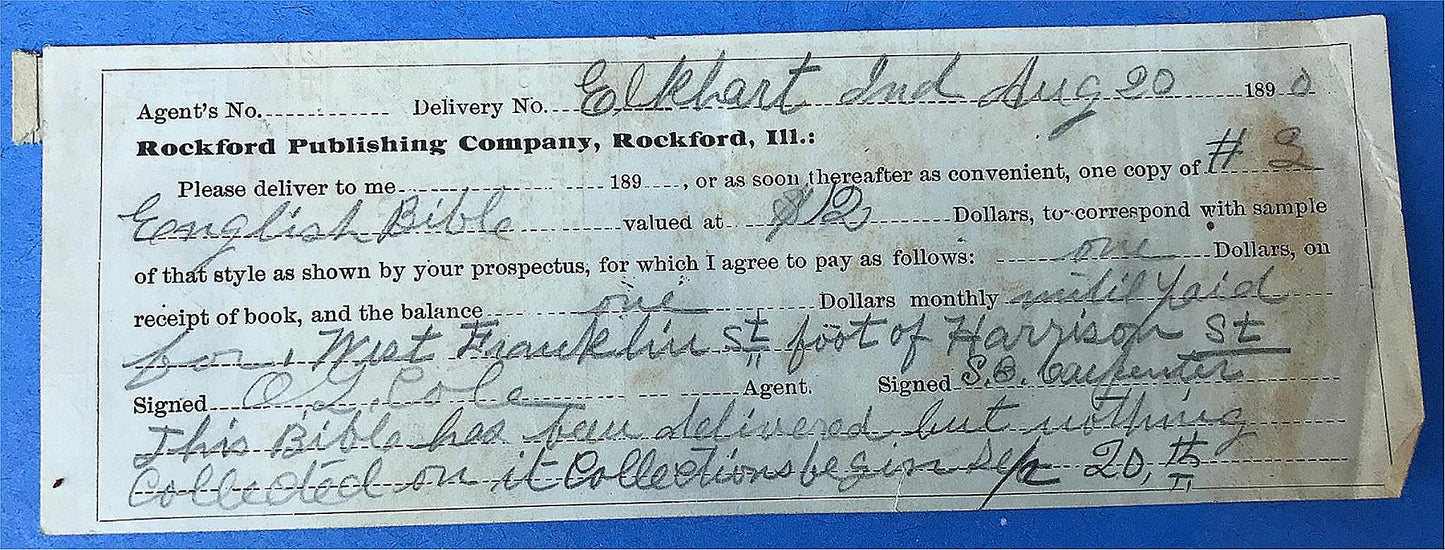 Agent's No. Delivery No. Elkhart Ind Aug 20 1890
Rockford Publishing Company, Rockford, Ill.:
Please deliver to me 189 , or as soon thereafter as convenient, one copy of # 3
Eenglish Bible valued at $12 Dollars, to correspond with sample
of that style as shown by your prospectus, for which I agree to pay as follows: one Dollars, on
receipt of book, and the balance one Dollars monthly until paid
for, West Franklin St foot of Harrison St
Signed O. L. Cole Agent. Signed S. B. Carpenter
This Bible has been delivered but nothing
Collected on it Collections begin Sep 20, th